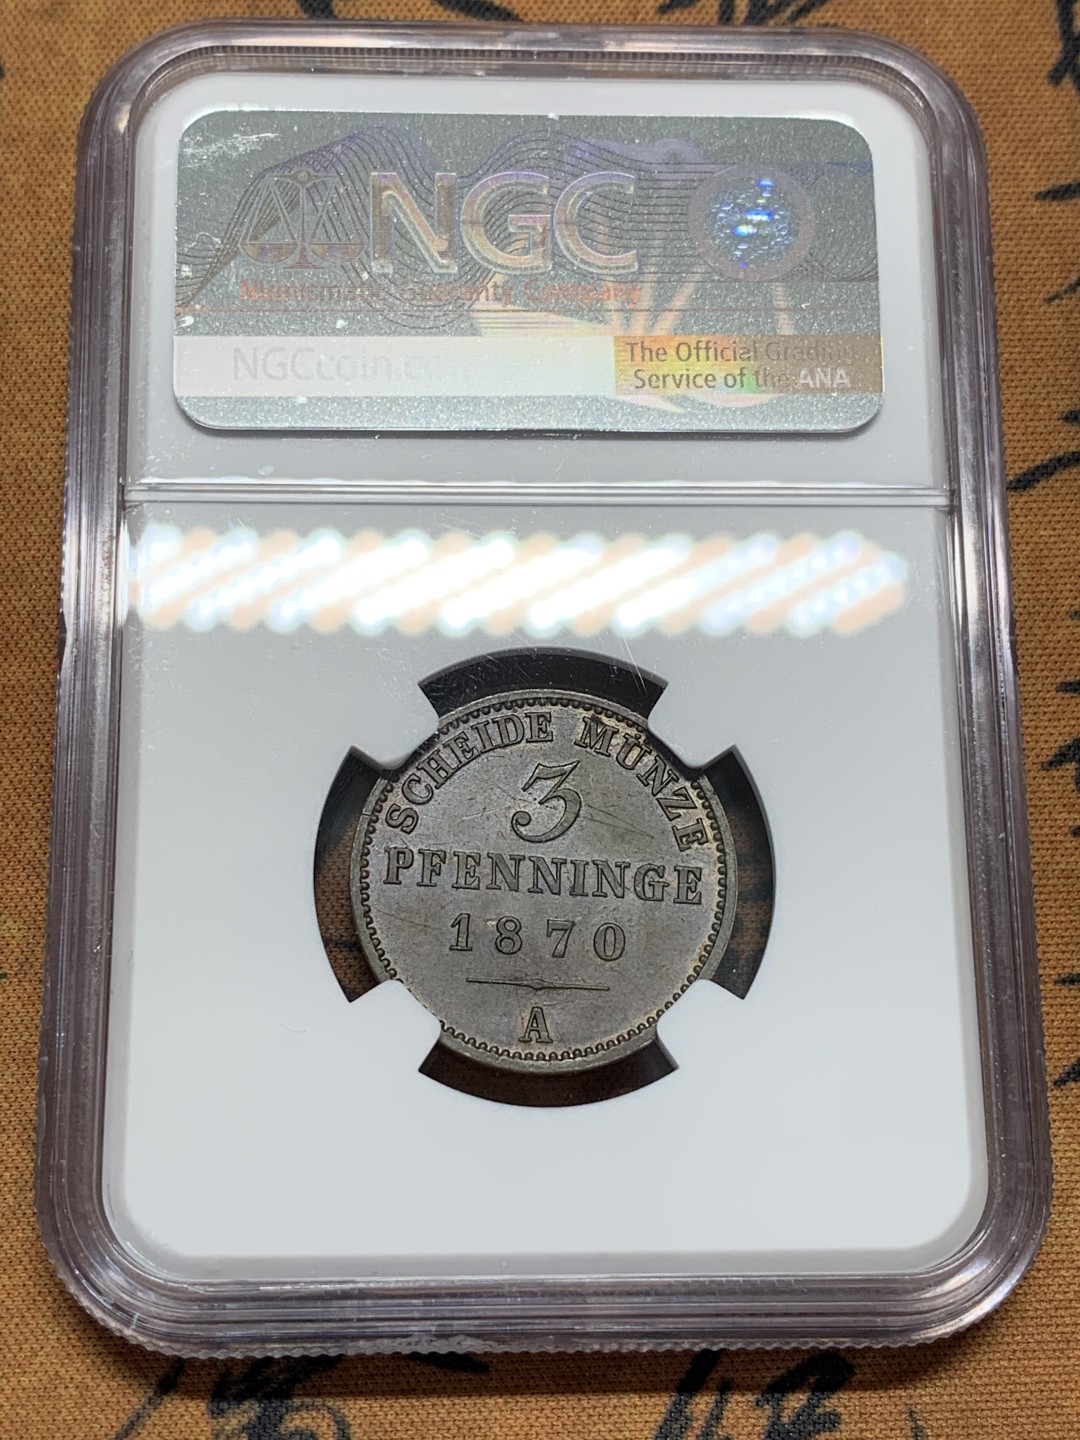 NGC
Numismatic Guaranty Company
NGCcoin.com
The Official Grading
Service of the ANA
SCHEIDE MÜNZE
3
PFENNINGE
1870
A